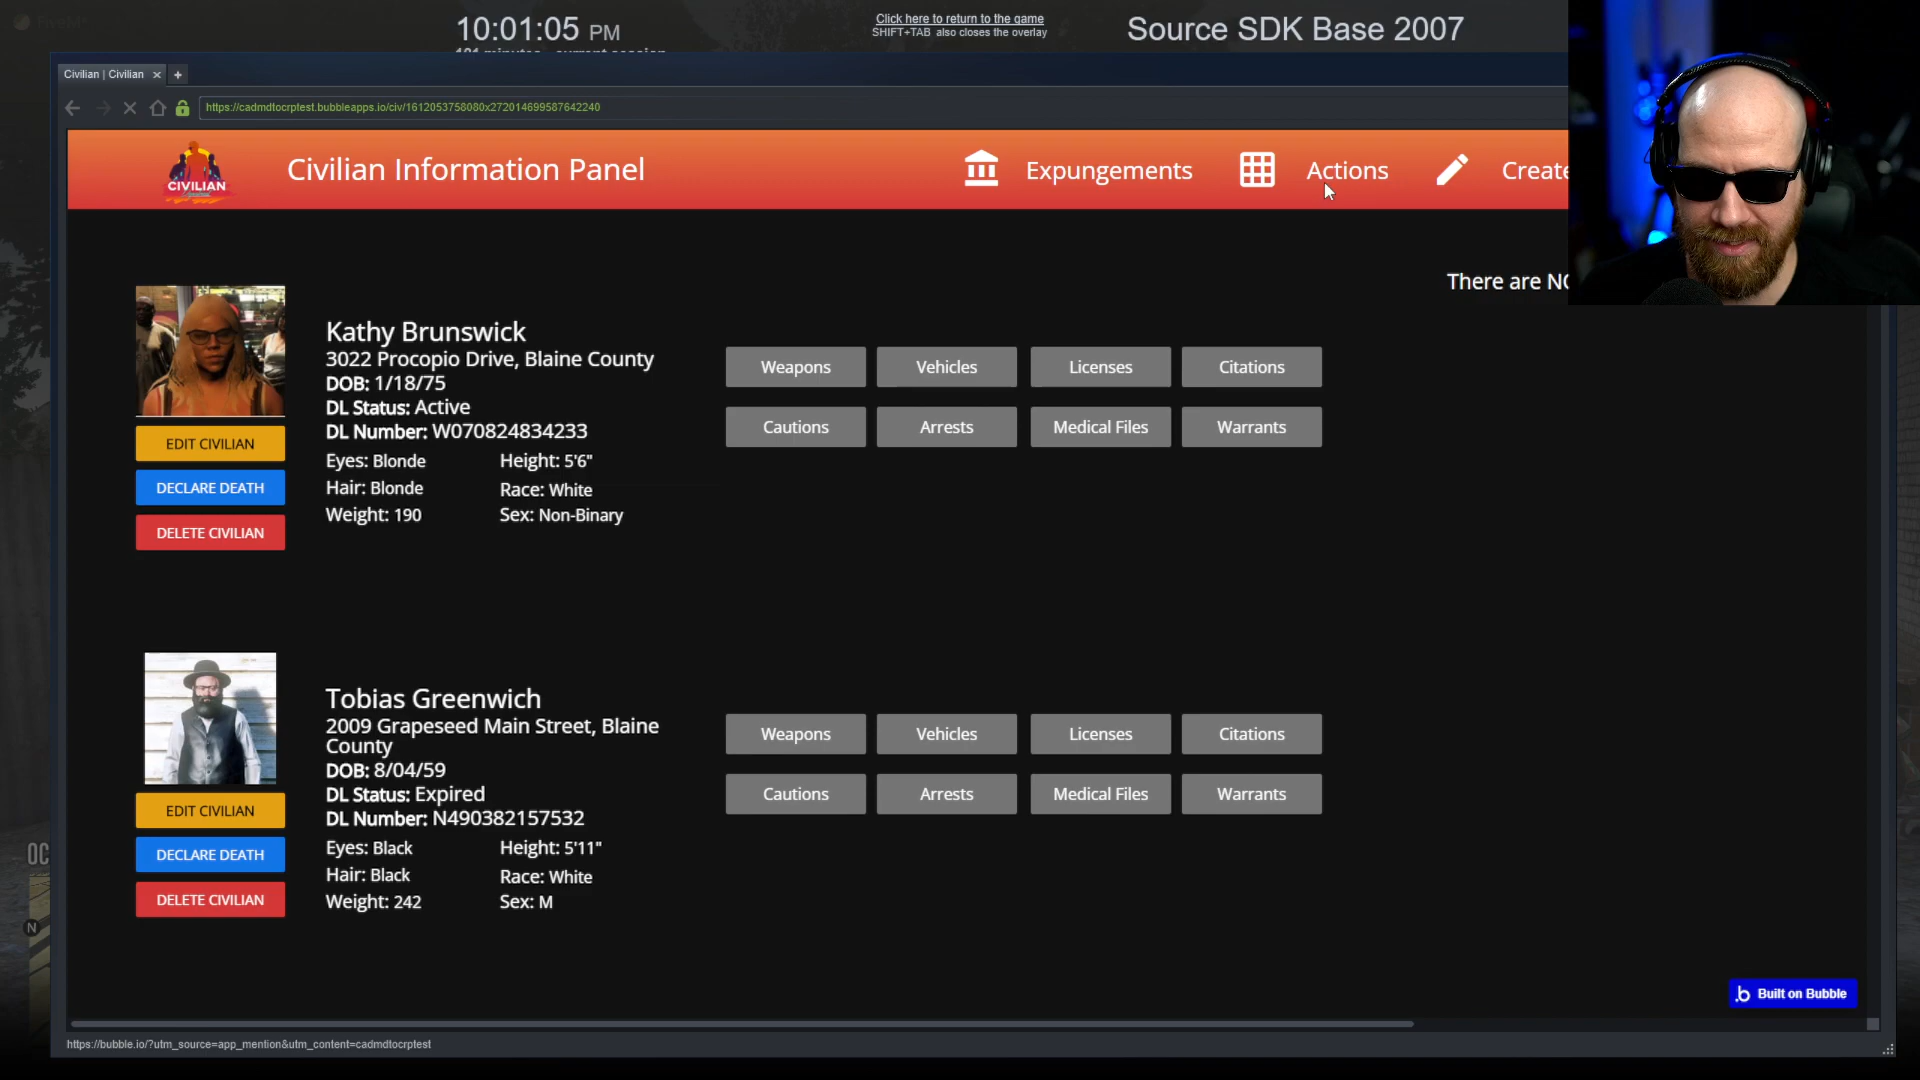 10:01:05 PM
Click here to return to the game
SHIFT+TAB also closes the overlay
Source SDK Base 2007
181 minutes - current session
Civilian | Civilian
https://cadmdtocrptest.bubbleapps.io/civ/1612053758080x272014699587642240
CIVILIAN
Civilian Information Panel
Expungements
Actions
Create
There are NO
Kathy Brunswick
3022 Procopio Drive, Blaine County
DOB: 1/18/75
DL Status: Active
DL Number: W070824834233
Eyes: Blonde
Height: 5'6"
Hair: Blonde
Race: White
Weight: 190
Sex: Non-Binary
EDIT CIVILIAN
DECLARE DEATH
DELETE CIVILIAN
Weapons
Vehicles
Licenses
Citations
Cautions
Arrests
Medical Files
Warrants
Tobias Greenwich
2009 Grapeseed Main Street, Blaine
County
DOB: 8/04/59
DL Status: Expired
DL Number: N490382157532
Eyes: Black
Height: 5'11"
Hair: Black
Race: White
Weight: 242
Sex: M
EDIT CIVILIAN
DECLARE DEATH
DELETE CIVILIAN
Weapons
Vehicles
Licenses
Citations
Cautions
Arrests
Medical Files
Warrants
OC
N
b Built on Bubble
https://bubble.io/?utm_source=app_mention&utm_content=cadmdtocrptest